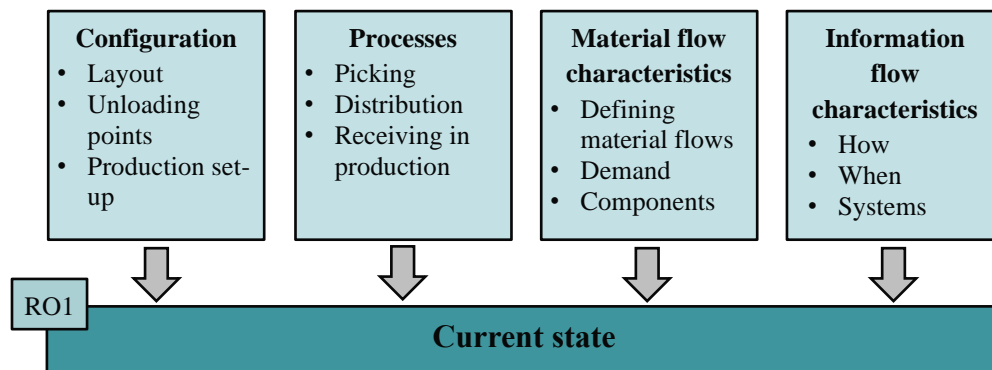 Configuration
• Layout
• Unloading
points
• Production set-
up
Processes
• Picking
• Distribution
• Receiving in
production
Material flow
characteristics
• Defining
material flows
• Demand
• Components
Information
flow
characteristics
• How
• When
• Systems
RO1
Current state